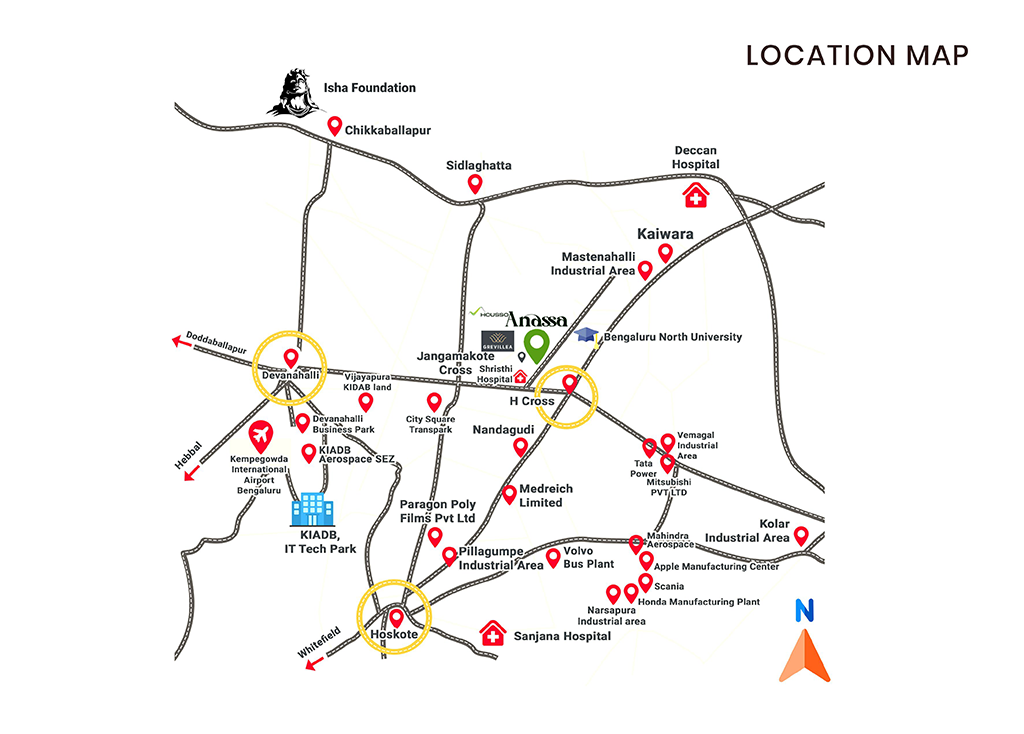 LOCATION MAP
Isha Foundation
Chikkaballapur
Sidlaghatta
Deccan
Hospital
Kaiwara
Mastenahalli
Industrial Area
HOUSSO
Anassa
GREVILLEA
Bengaluru North University
Doddaballapur
Devanahalli
Jangamakote
Cross
Shristhi
Hospital
H Cross
Vijayapura
KIDAB land
City Square
Transpark
Devanahalli
Business Park
Hebbal
Kempegowda
International
Airport
Bengaluru
KIADB
Aerospace SEZ
KIADB,
IT Tech Park
Nandagudi
Medreich
Limited
Vemagal
Industrial
Area
Tata
Power
Mitsubishi
PVT LTD
Paragon Poly
Films Pvt Ltd
Pillagumpe
Industrial Area
Volvo
Bus Plant
Mahindra
Aerospace
Apple Manufacturing Center
Scania
Honda Manufacturing Plant
Narsapura
Industrial area
Kolar
Industrial Area
Hoskote
Whitefield
Sanjana Hospital
N